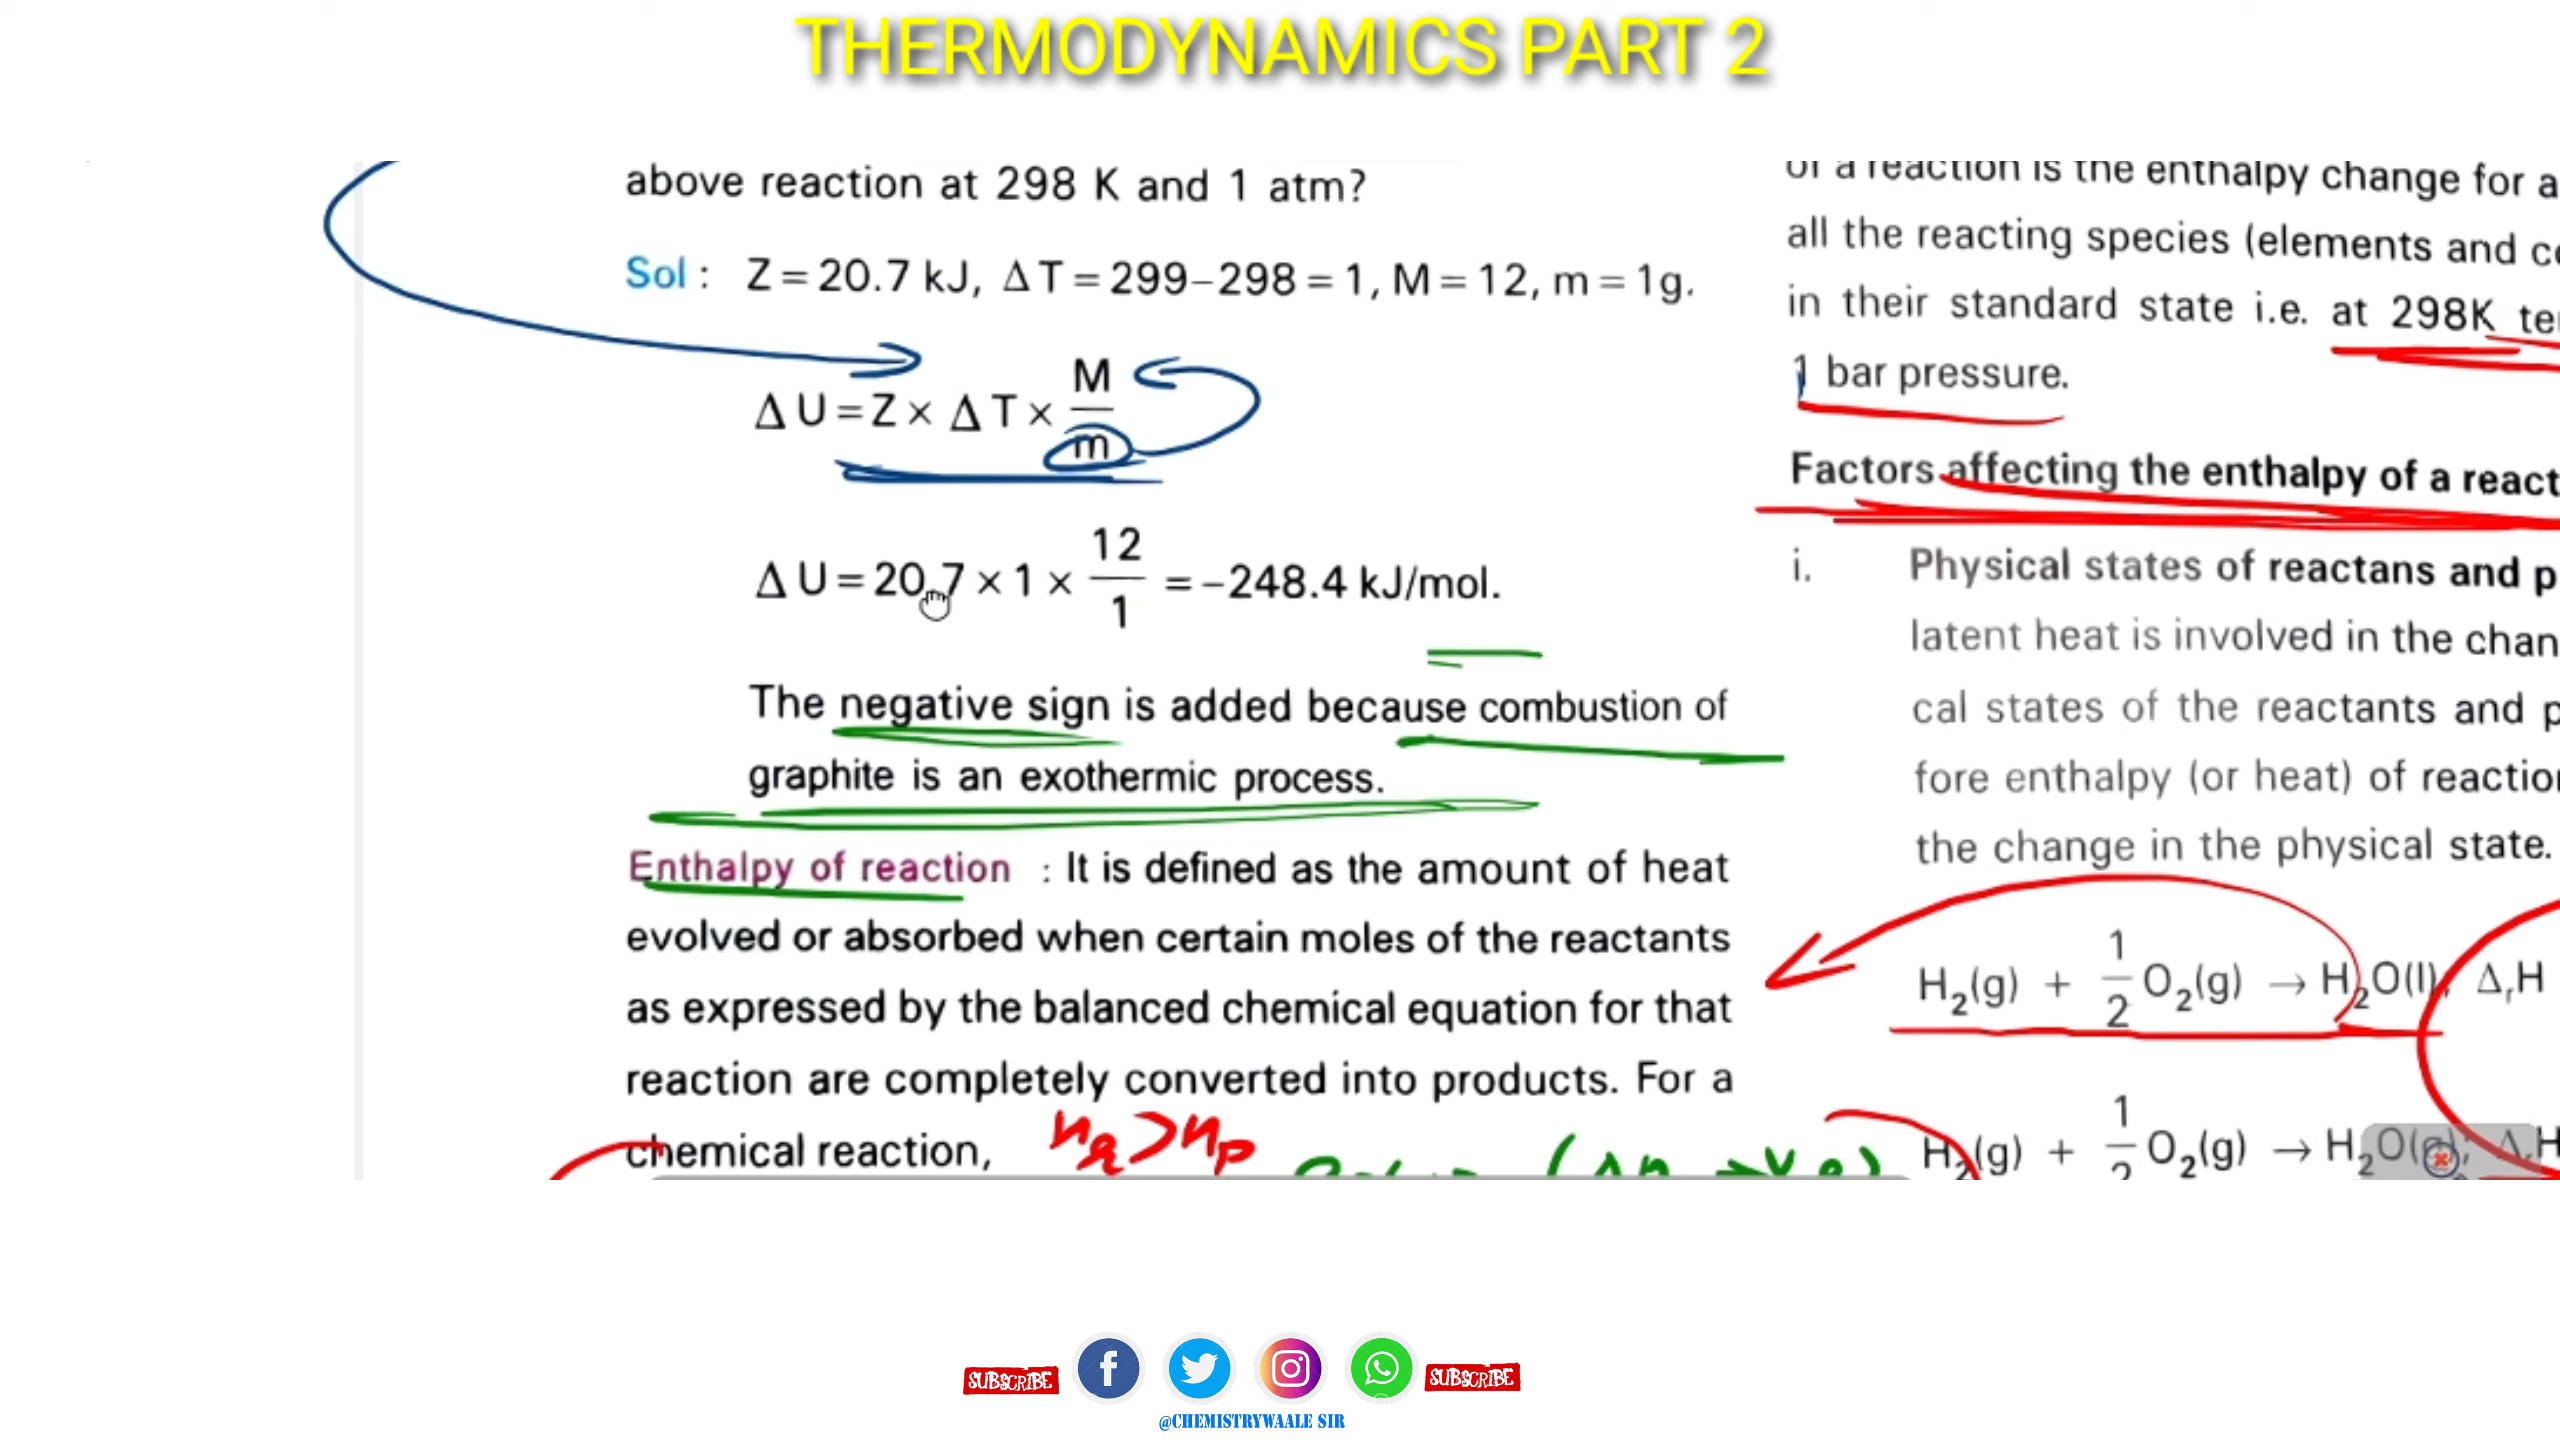 THERMODYNAMICS PART 2
above reaction at 298 K and 1 atm?
Sol : Z = 20.7 kJ, Δ T = 299–298 = 1, M = 12, m = 1g.
Δ U = Z × Δ T × M/m
Δ U = 20.7 × 1 × 12/1 = –248.4 kJ/mol.
The negative sign is added because combustion of
graphite is an exothermic process.
Enthalpy of reaction : It is defined as the amount of heat
evolved or absorbed when certain moles of the reactants
as expressed by the balanced chemical equation for that
reaction are completely converted into products. For a
chemical reaction,
of a reaction is the enthalpy change for a
all the reacting species (elements and
in their standard state i.e. at 298K
1 bar pressure.
Factors affecting the enthalpy of a react
i. Physical states of reactans and p
latent heat is involved in the chan
cal states of the reactants and p
fore enthalpy (or heat) of reaction
the change in the physical state.
H₂(g) + 1/2 O₂(g) → H₂O(l), ΔᵣH
H₂(g) + 1/2 O₂(g) → H₂O(g); ΔᵣH
SUBSCRIBE
SUBSCRIBE
@CHEMISTRYWAALE SIR